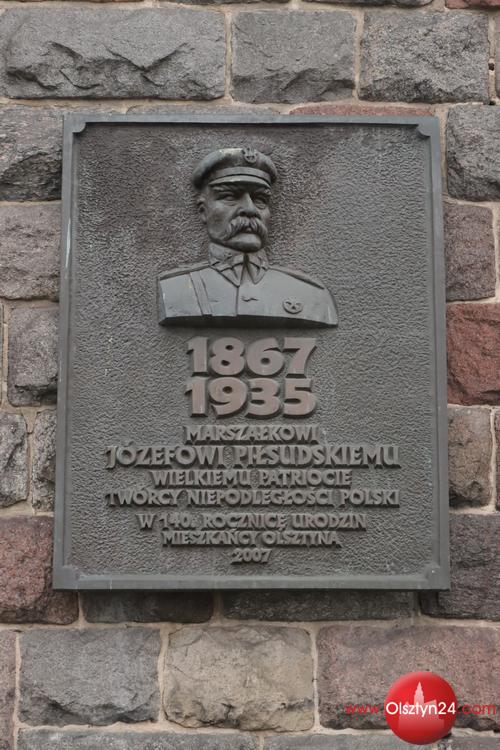 1867
1935
MARSZAŁKOWI
JÓZEFOWI PIŁSUDSKIEMU
WIELKIEMU PATRIOCIE
TWÓRCY NIEPODLEGŁOŚCI POLSKI
W 140. ROCZNICĘ URODZIN
MIESZKAŃCY OLSZTYNA
2007
www.Olsztyn24.com